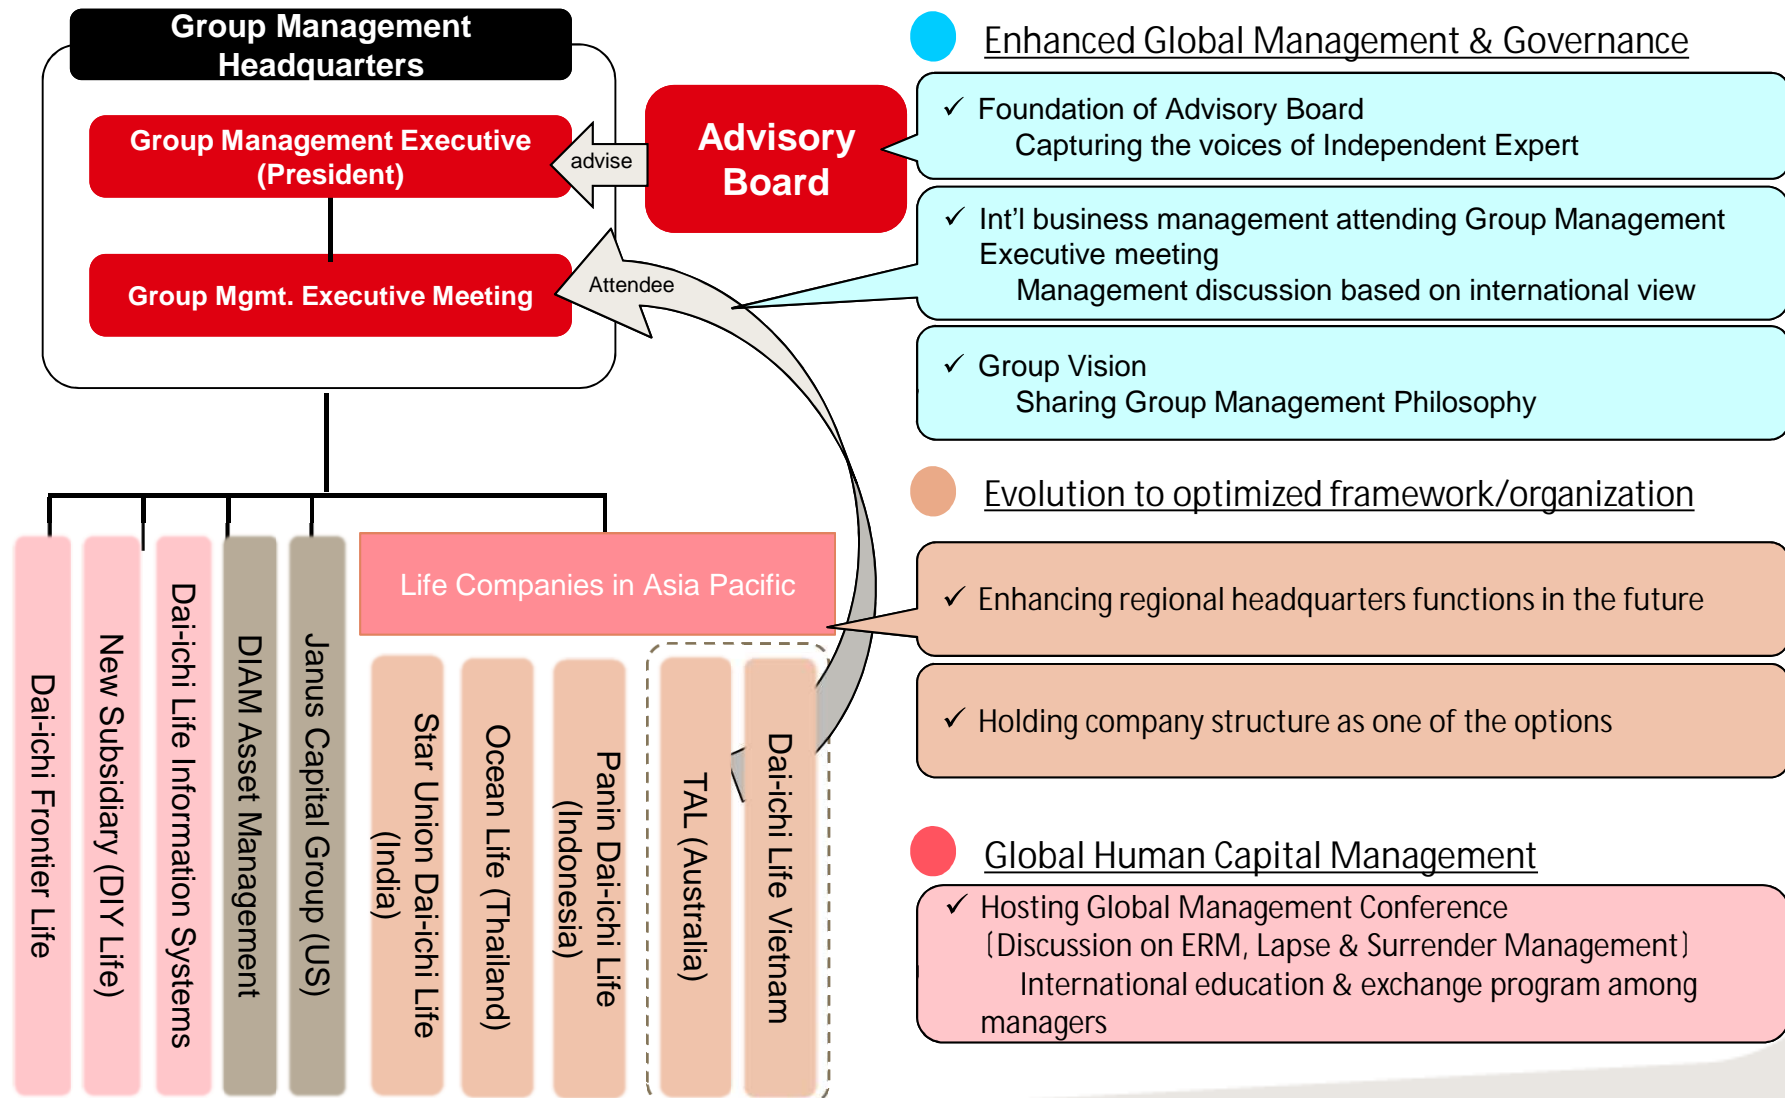 Group Management
Headquarters
Group Management Executive
(President)
advise
Advisory
Board
Group Mgmt. Executive Meeting
Attendee
Dai-ichi Frontier Life
New Subsidiary (DIY Life)
Dai-ichi Life Information Systems
DIAM Asset Management
Janus Capital Group (US)
Life Companies in Asia Pacific
Star Union Dai-ichi Life
(India)
Ocean Life (Thailand)
Panin Dai-ichi Life
(Indonesia)
TAL (Australia)
Dai-ichi Life Vietnam
Enhanced Global Management & Governance
✓ Foundation of Advisory Board
Capturing the voices of Independent Expert
✓ Int’l business management attending Group Management
Executive meeting
Management discussion based on international view
✓ Group Vision
Sharing Group Management Philosophy
Evolution to optimized framework/organization
✓ Enhancing regional headquarters functions in the future
✓ Holding company structure as one of the options
Global Human Capital Management
✓ Hosting Global Management Conference
〔Discussion on ERM, Lapse & Surrender Management〕
International education & exchange program among
managers